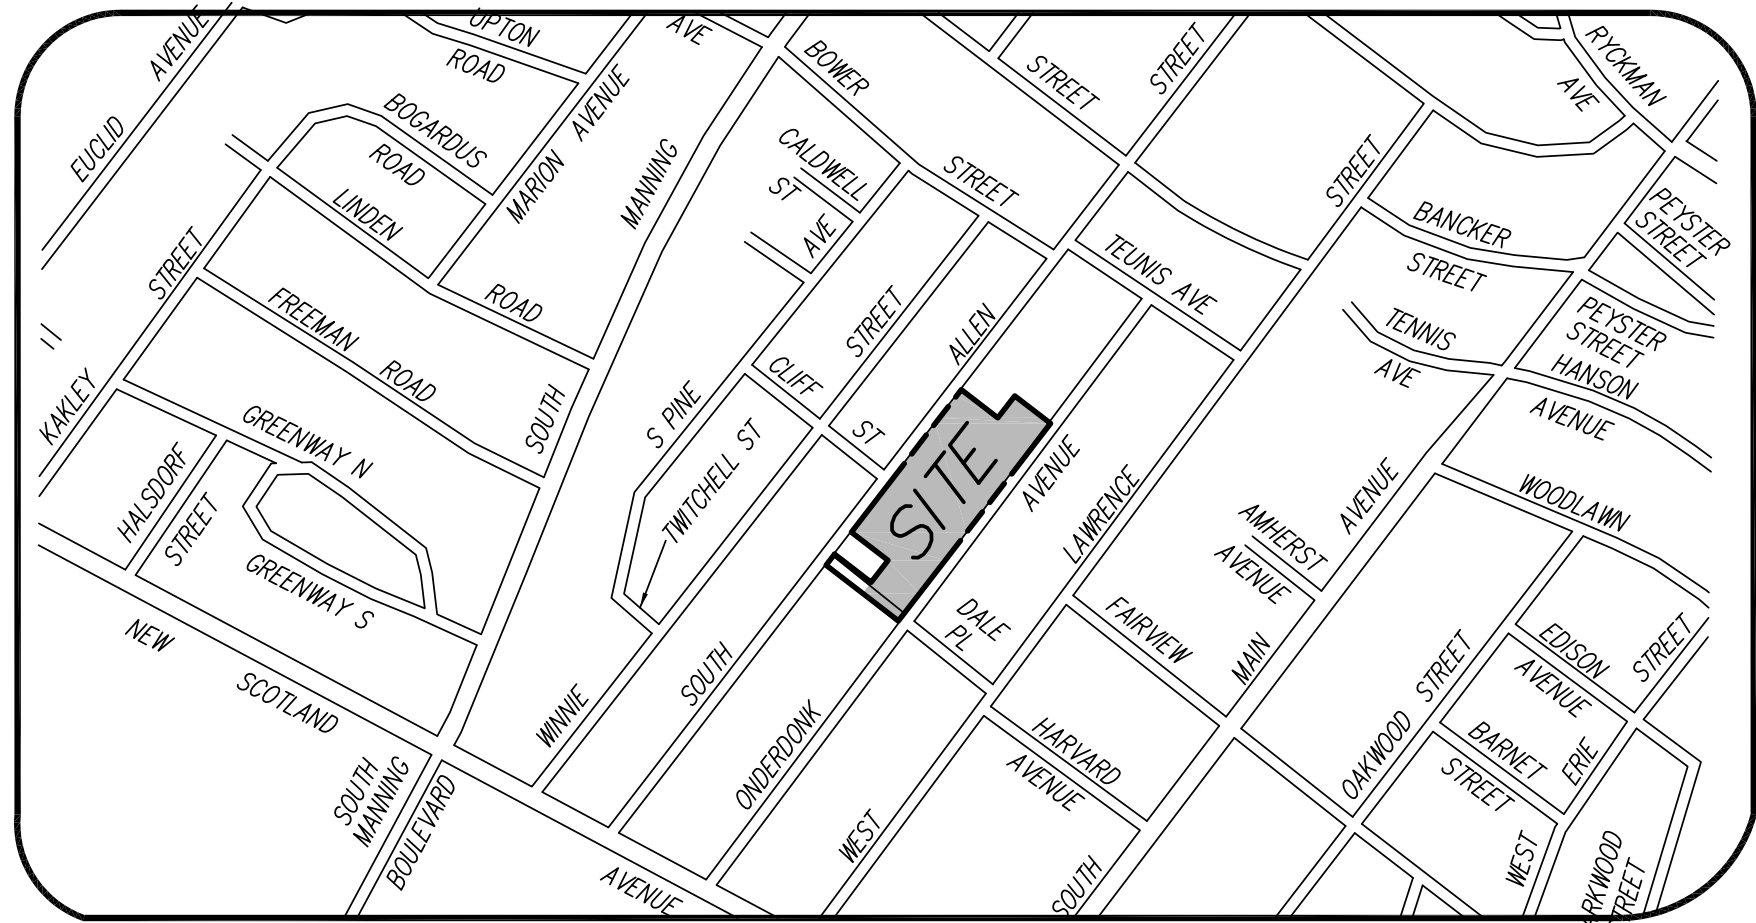 EUCLID
AVENUE
UPTON
ROAD
AVE
BOWER
STREET
STREET
STREET
RYCKMAN
AVE
BOGARDUS
ROAD
MARION
AVENUE
MANNING
CALDWELL
ST
AVE
STREET
LINDEN
ROAD
TEUNIS AVE
BANCKER
STREET
PEYSTER
STREET
STREET
FREEMAN
ROAD
ALLEN
STREET
CLIFF
ST
TENNIS
AVE
PEYSTER
STREET
HANSON
AVENUE
KAKLEY
GREENWAY N
SOUTH
S PINE
TWITCHELL ST
SITE
AVENUE
LAWRENCE
AVENUE
WOODLAWN
HALSDORF
STREET
GREENWAY S
AMHERST
AVENUE
NEW
SCOTLAND
WINNIE
SOUTH
DALE
PL
FAIRVIEW
MAIN
STREET
EDISON
AVENUE
STREET
SOUTH
MANNING
BOULEVARD
ONDERDONK
HARVARD
AVENUE
OAKWOOD
BARNET
STREET
ERIE
AVENUE
WEST
SOUTH
WEST
RKWOOD
TREET